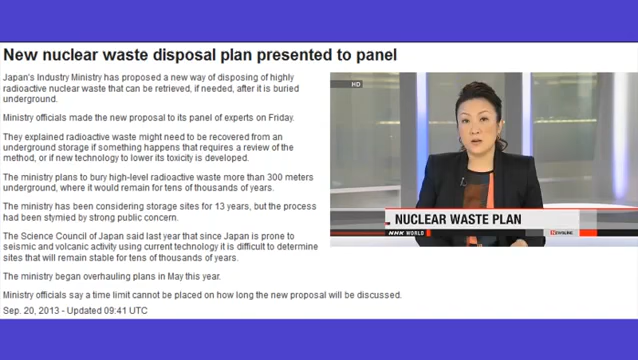 New nuclear waste disposal plan presented to panel
Japan's Industry Ministry has proposed a new way of disposing of highly
radioactive nuclear waste that can be retrieved, if needed, after it is buried
underground.
Ministry officials made the new proposal to its panel of experts on Friday.
They explained radioactive waste might need to be recovered from an
underground storage if something happens that requires a review of the
method, or if new technology to lower its toxicity is developed.
The ministry plans to bury high-level radioactive waste more than 300 meters
underground, where it would remain for tens of thousands of years.
The ministry has been considering storage sites for 13 years, but the process
had been stymied by strong public concern.
The Science Council of Japan said last year that since Japan is prone to
seismic and volcanic activity using current technology it is difficult to determine
sites that will remain stable for tens of thousands of years.
The ministry began overhauling plans in May this year.
Ministry officials say a time limit cannot be placed on how long the new proposal will be discussed.
Sep. 20, 2013 - Updated 09:41 UTC
HD
NUCLEAR WASTE PLAN
NHK WORLD
NEWSLINE